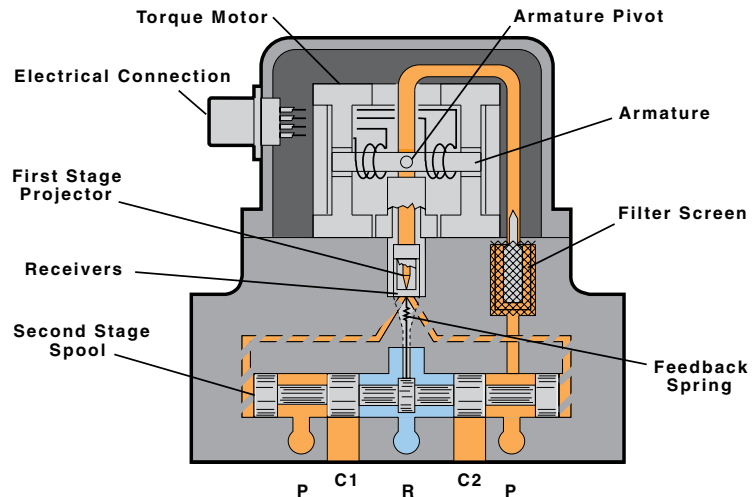 Torque Motor
Armature Pivot
Electrical Connection
Armature
First Stage
Projector
Filter Screen
Receivers
Second Stage
Spool
Feedback
Spring
P
C1
R
C2
P